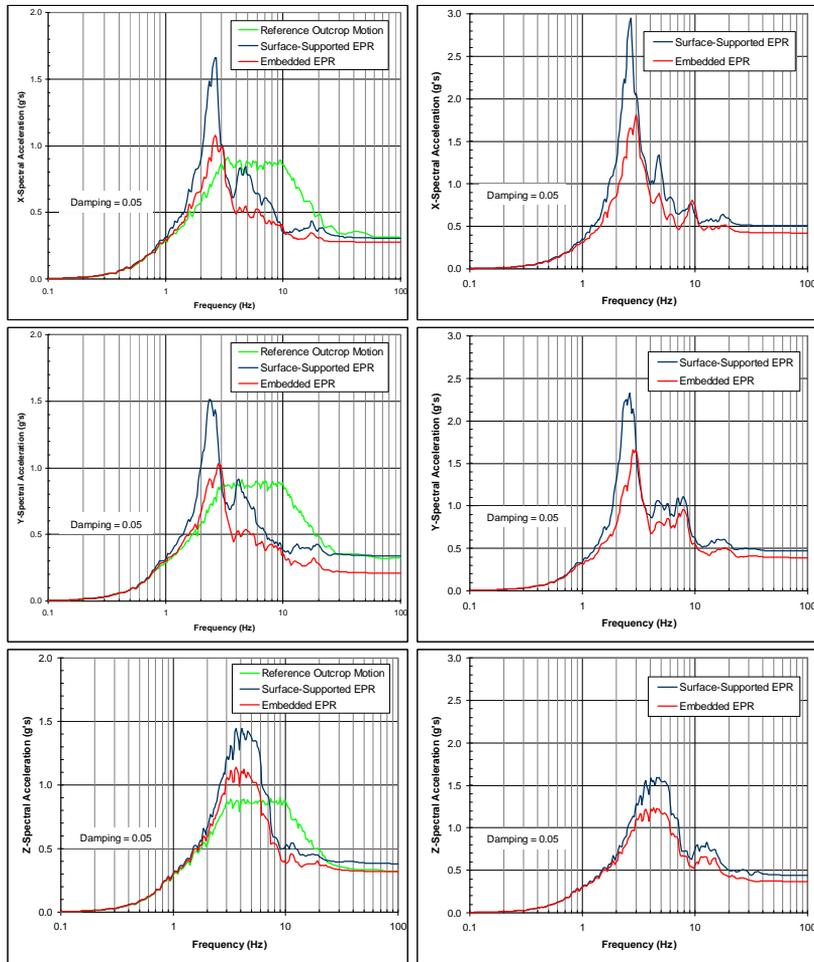 2.0
1.5
1.0
0.5
0.0
X-Spectral Acceleration (g's)
Reference Outcrop Motion
Surface-Supported EPR
Embedded EPR
Damping = 0.05
0.1 1 10 100
Frequency (Hz)
3.0
2.5
2.0
1.5
1.0
0.5
0.0
X-Spectral Acceleration (g's)
Surface-Supported EPR
Embedded EPR
Damping = 0.05
0.1 1 10 100
Frequency (Hz)
2.0
1.5
1.0
0.5
0.0
Y-Spectral Acceleration (g's)
Reference Outcrop Motion
Surface-Supported EPR
Embedded EPR
Damping = 0.05
0.1 1 10 100
Frequency (Hz)
3.0
2.5
2.0
1.5
1.0
0.5
0.0
Y-Spectral Acceleration (g's)
Surface-Supported EPR
Embedded EPR
Damping = 0.05
0.1 1 10 100
Frequency (Hz)
2.0
1.5
1.0
0.5
0.0
Z-Spectral Acceleration (g's)
Reference Outcrop Motion
Surface-Supported EPR
Embedded EPR
Damping = 0.05
0.1 1 10 100
Frequency (Hz)
3.0
2.5
2.0
1.5
1.0
0.5
0.0
Z-Spectral Acceleration (g's)
Surface-Supported EPR
Embedded EPR
Damping = 0.05
0.1 1 10 100
Frequency (Hz)